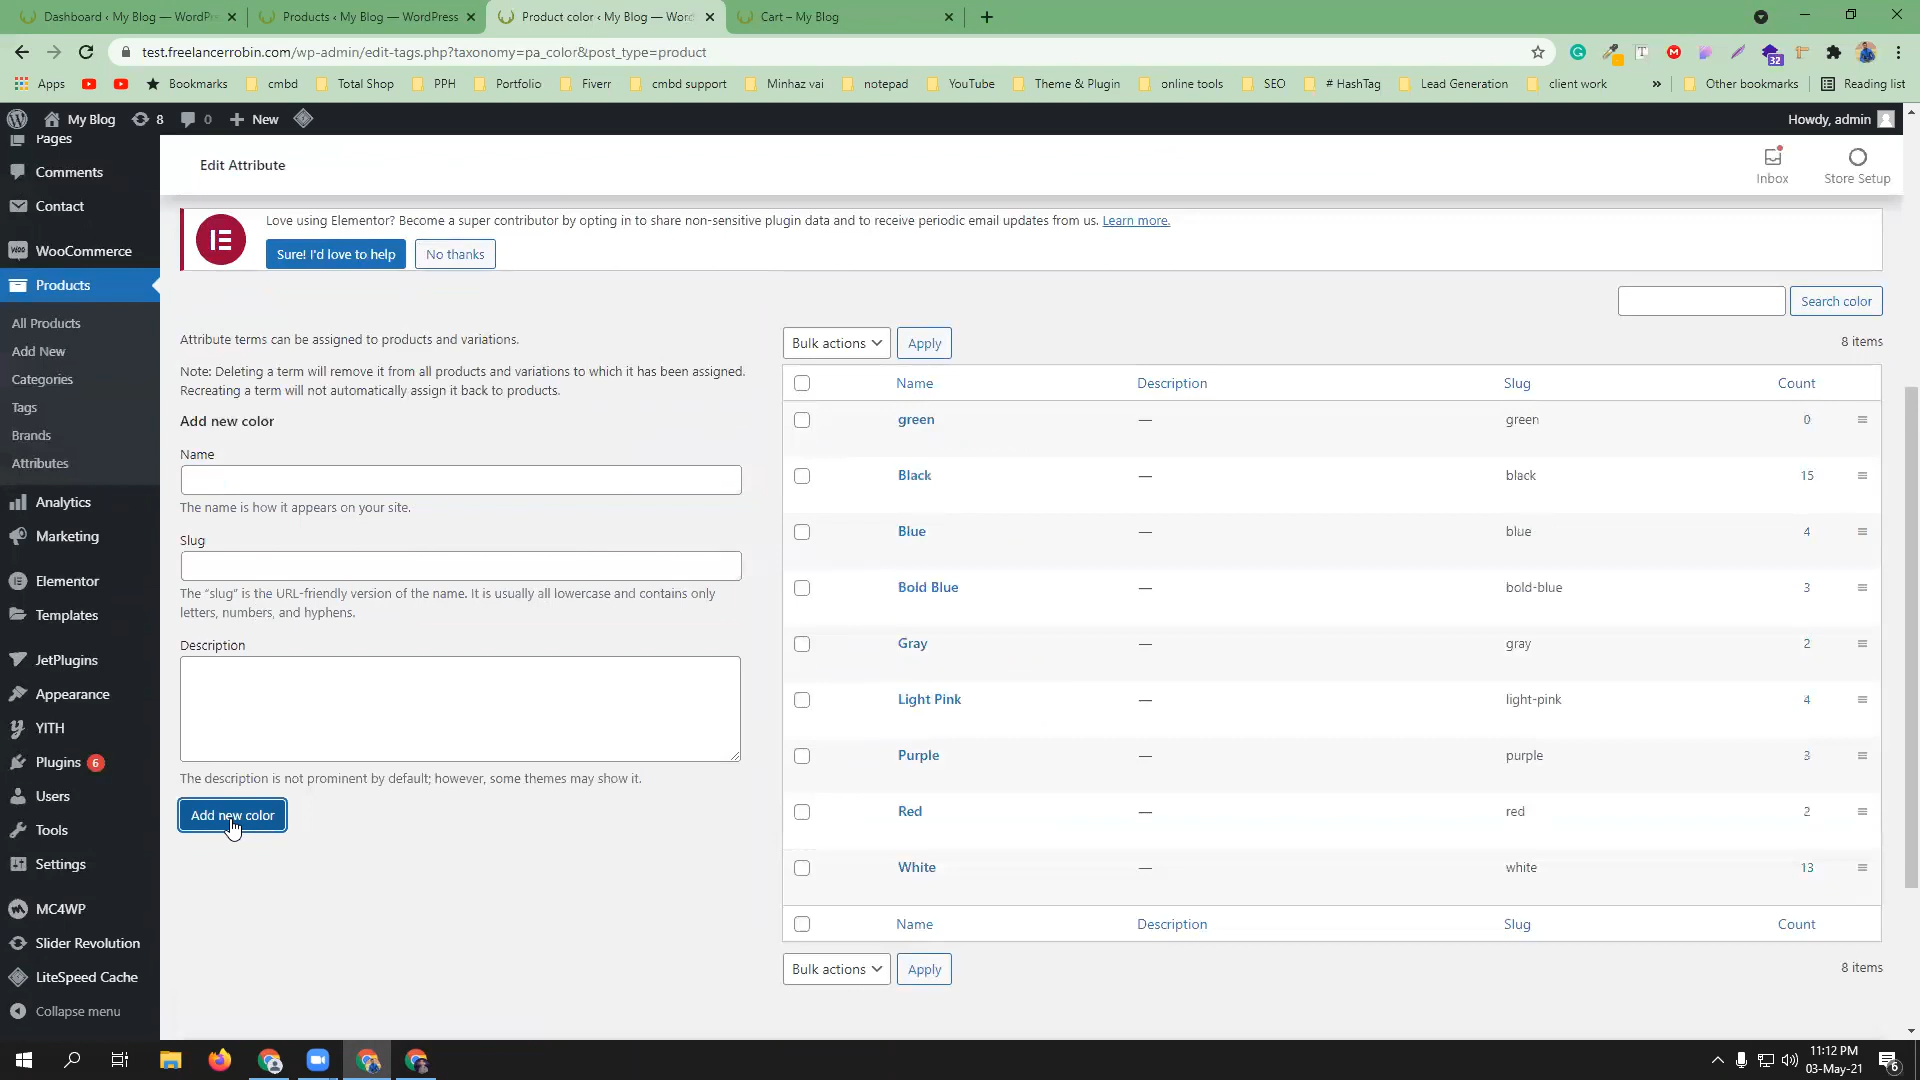 Dashboard ‹ My Blog — WordPr
Products ‹ My Blog — WordPress
Product color ‹ My Blog — Wor
Cart – My Blog
test.freelancerrobin.com/wp-admin/edit-tags.php?taxonomy=pa_color&post_type=product
32
Apps
Bookmarks
cmbd
Total Shop
PPH
Portfolio
Fiverr
cmbd support
Minhaz vai
notepad
YouTube
Theme & Plugin
online tools
SEO
# HashTag
Lead Generation
client work
»
Other bookmarks
Reading list
My Blog
8
0
New
Howdy, admin
Pages
Comments
Contact
WooCommerce
Products
All Products
Add New
Categories
Tags
Brands
Attributes
Analytics
Marketing
Elementor
Templates
JetPlugins
Appearance
YITH
Plugins 6
Users
Tools
Settings
MC4WP
Slider Revolution
LiteSpeed Cache
Collapse menu
Edit Attribute
Inbox
Store Setup
Love using Elementor? Become a super contributor by opting in to share non-sensitive plugin data and to receive periodic email updates from us. Learn more.
Sure! I'd love to help
No thanks
Search color
Attribute terms can be assigned to products and variations.
Note: Deleting a term will remove it from all products and variations to which it has been assigned.
Recreating a term will not automatically assign it back to products.
Add new color
Name
The name is how it appears on your site.
Slug
The “slug” is the URL-friendly version of the name. It is usually all lowercase and contains only
letters, numbers, and hyphens.
Description
The description is not prominent by default; however, some themes may show it.
Add new color
Bulk actions
Apply
8 items
Name Description Slug Count
green — green 0
Black — black 15
Blue — blue 4
Bold Blue — bold-blue 3
Gray — gray 2
Light Pink — light-pink 4
Purple — purple 3
Red — red 2
White — white 13
Name Description Slug Count
Bulk actions
Apply
8 items
11:12 PM
03-May-21
6